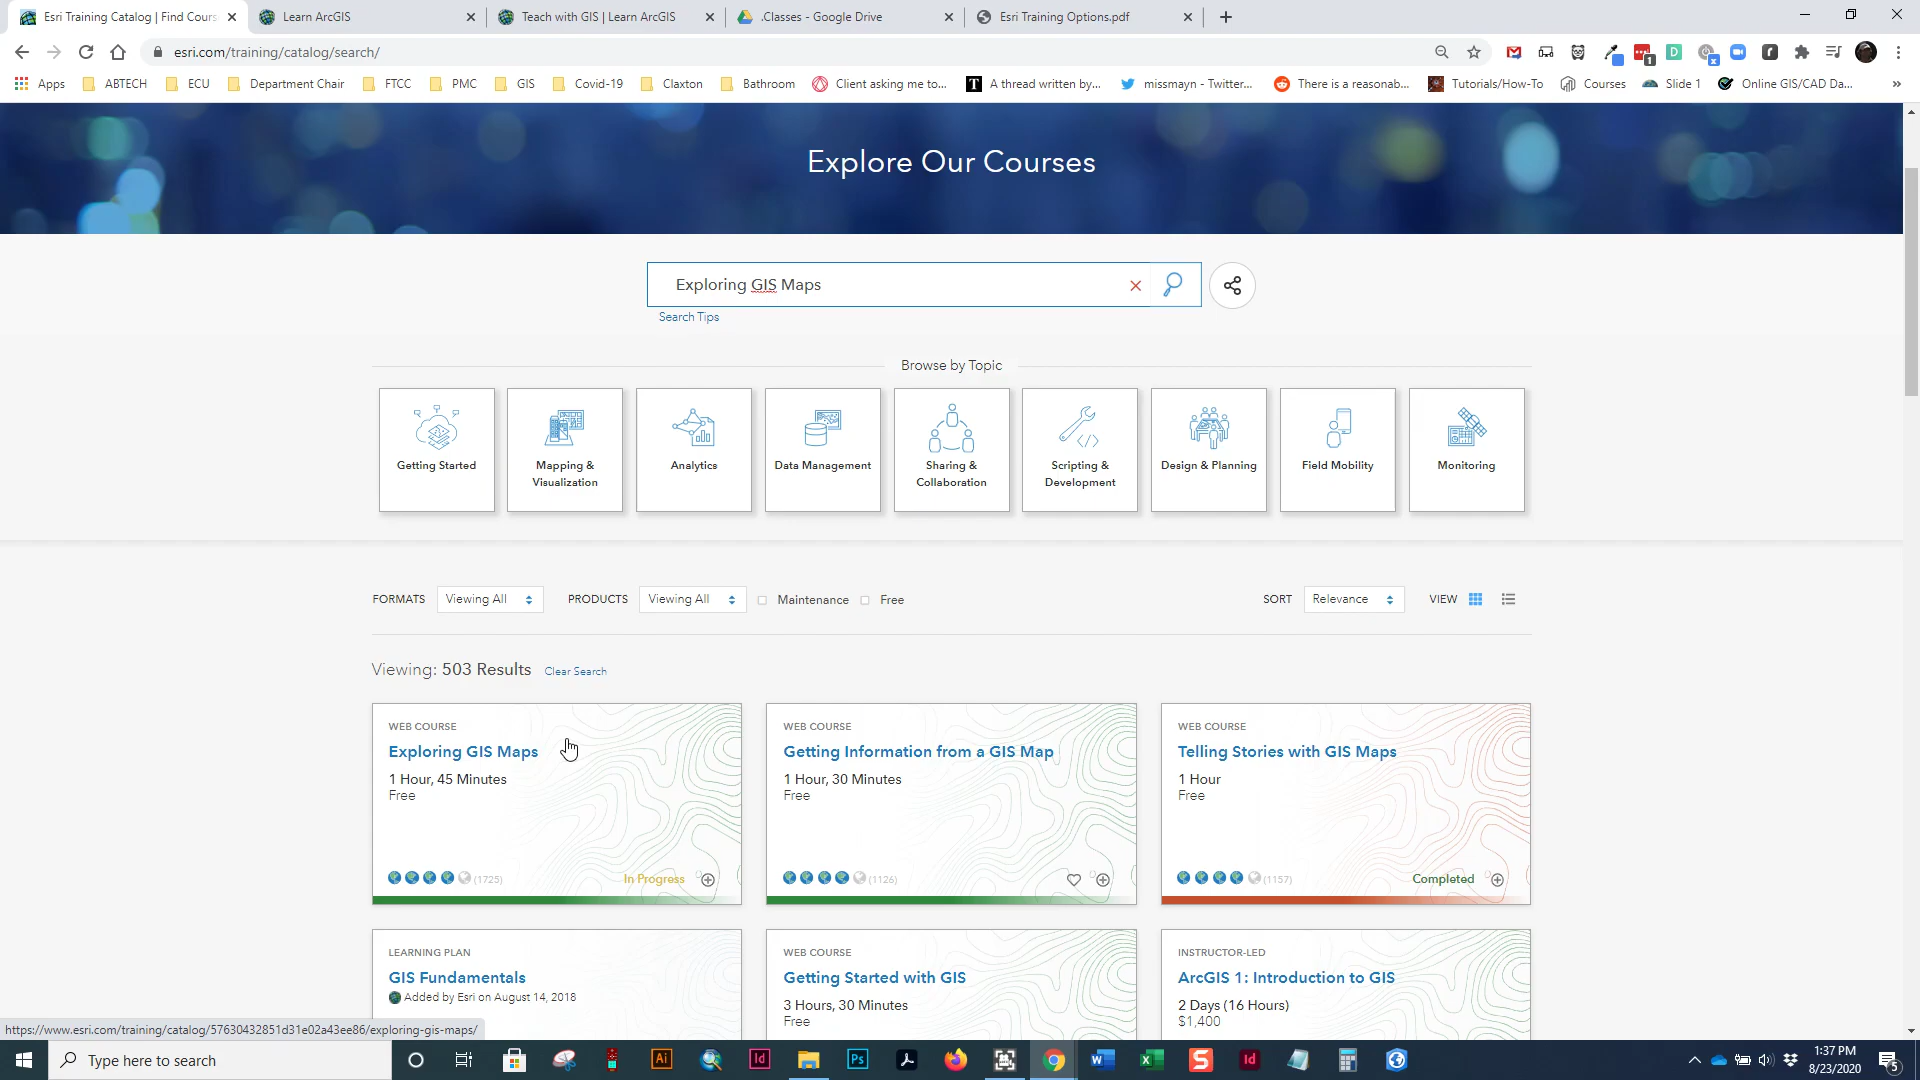 Esri Training Catalog | Find Cours
Learn ArcGIS
Teach with GIS | Learn ArcGIS
.Classes - Google Drive
Esri Training Options.pdf
esri.com/training/catalog/search/
Apps
ABTECH
ECU
Department Chair
FTCC
PMC
GIS
Covid-19
Claxton
Bathroom
Client asking me to...
A thread written by...
missmayn - Twitter...
There is a reasonab...
Tutorials/How-To
Courses
Slide 1
Online GIS/CAD Da...
»
Explore Our Courses
Exploring GIS Maps
Search Tips
Browse by Topic
Getting Started
Mapping &
Visualization
Analytics
Data Management
Sharing &
Collaboration
Scripting &
Development
Design & Planning
Field Mobility
Monitoring
FORMATS Viewing All PRODUCTS Viewing All Maintenance Free SORT Relevance VIEW
Viewing: 503 Results Clear Search
WEB COURSE
Exploring GIS Maps
1 Hour, 45 Minutes
Free
(1725) In Progress
WEB COURSE
Getting Information from a GIS Map
1 Hour, 30 Minutes
Free
(1126)
WEB COURSE
Telling Stories with GIS Maps
1 Hour
Free
(1157) Completed
LEARNING PLAN
GIS Fundamentals
Added by Esri on August 14, 2018
WEB COURSE
Getting Started with GIS
3 Hours, 30 Minutes
Free
INSTRUCTOR-LED
ArcGIS 1: Introduction to GIS
2 Days (16 Hours)
$1,400
https://www.esri.com/training/catalog/57630432851d31e02a43ee86/exploring-gis-maps/
Type here to search
1:37 PM
8/23/2020
5